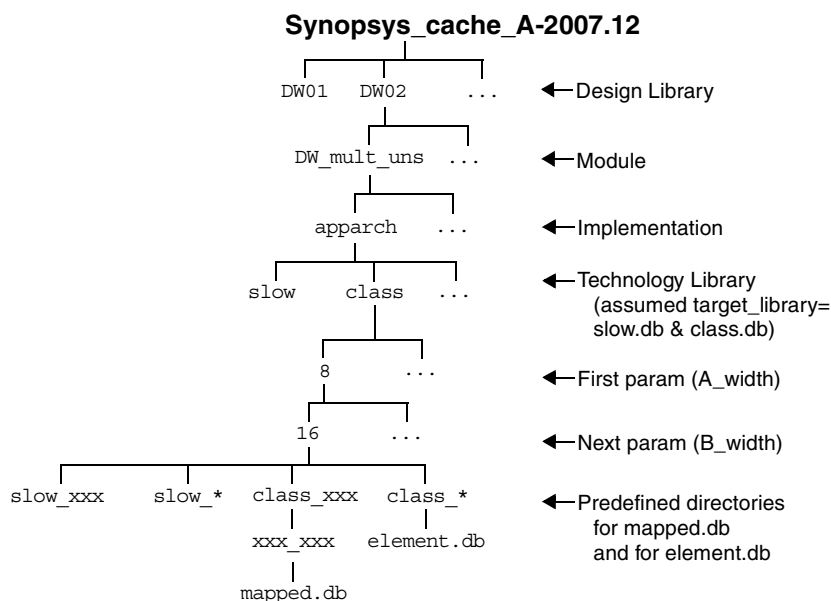 Synopsys_cache_A-2007.12
DW01 DW02 ... Design Library
DW_mult_uns ... Module
apparch ... Implementation
slow class ... Technology Library
(assumed target_library=
slow.db & class.db)
8 ... First param (A_width)
16 ... Next param (B_width)
slow_xxx slow_* class_xxx class_* Predefined directories
for mapped.db
xxx_xxx element.db and for element.db
mapped.db